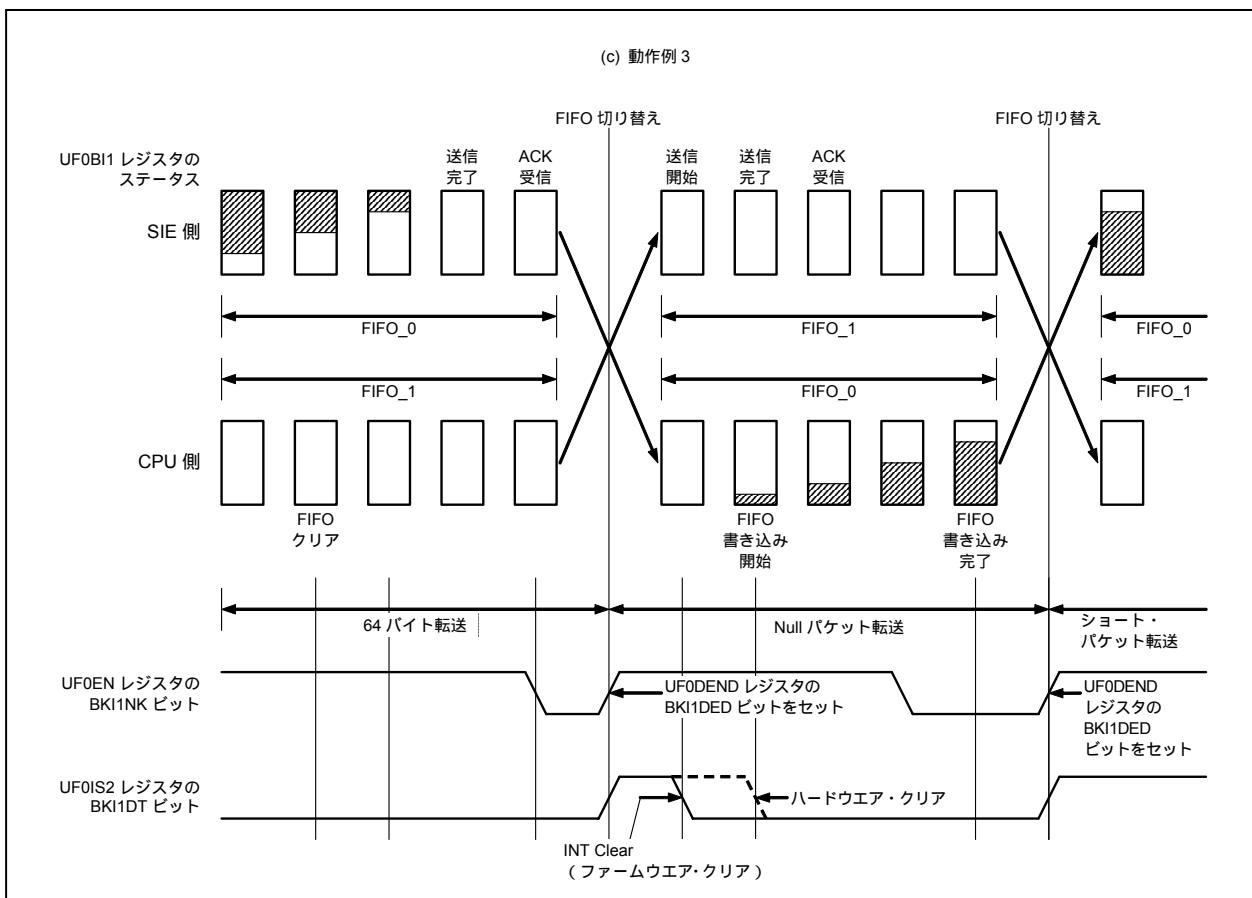 (c) 動作例 3
FIFO 切り替え
FIFO 切り替え
UF0BI1 レジスタの
ステータス
送信
完了
ACK
受信
送信
開始
送信
完了
ACK
受信
SIE 側
FIFO_0
FIFO_1
FIFO_0
FIFO_1
FIFO_0
FIFO_1
CPU 側
FIFO
クリア
FIFO
書き込み
開始
FIFO
書き込み
完了
64 バイト転送
Null パケット転送
ショート・
パケット転送
UF0EN レジスタの
BKI1NK ビット
UF0DEND レジスタの
BKI1DED ビットをセット
UF0DEND
レジスタの
BKI1DED
ビットをセット
UF0IS2 レジスタの
BKI1DT ビット
ハードウエア・クリア
INT Clear
(ファームウエア・クリア)